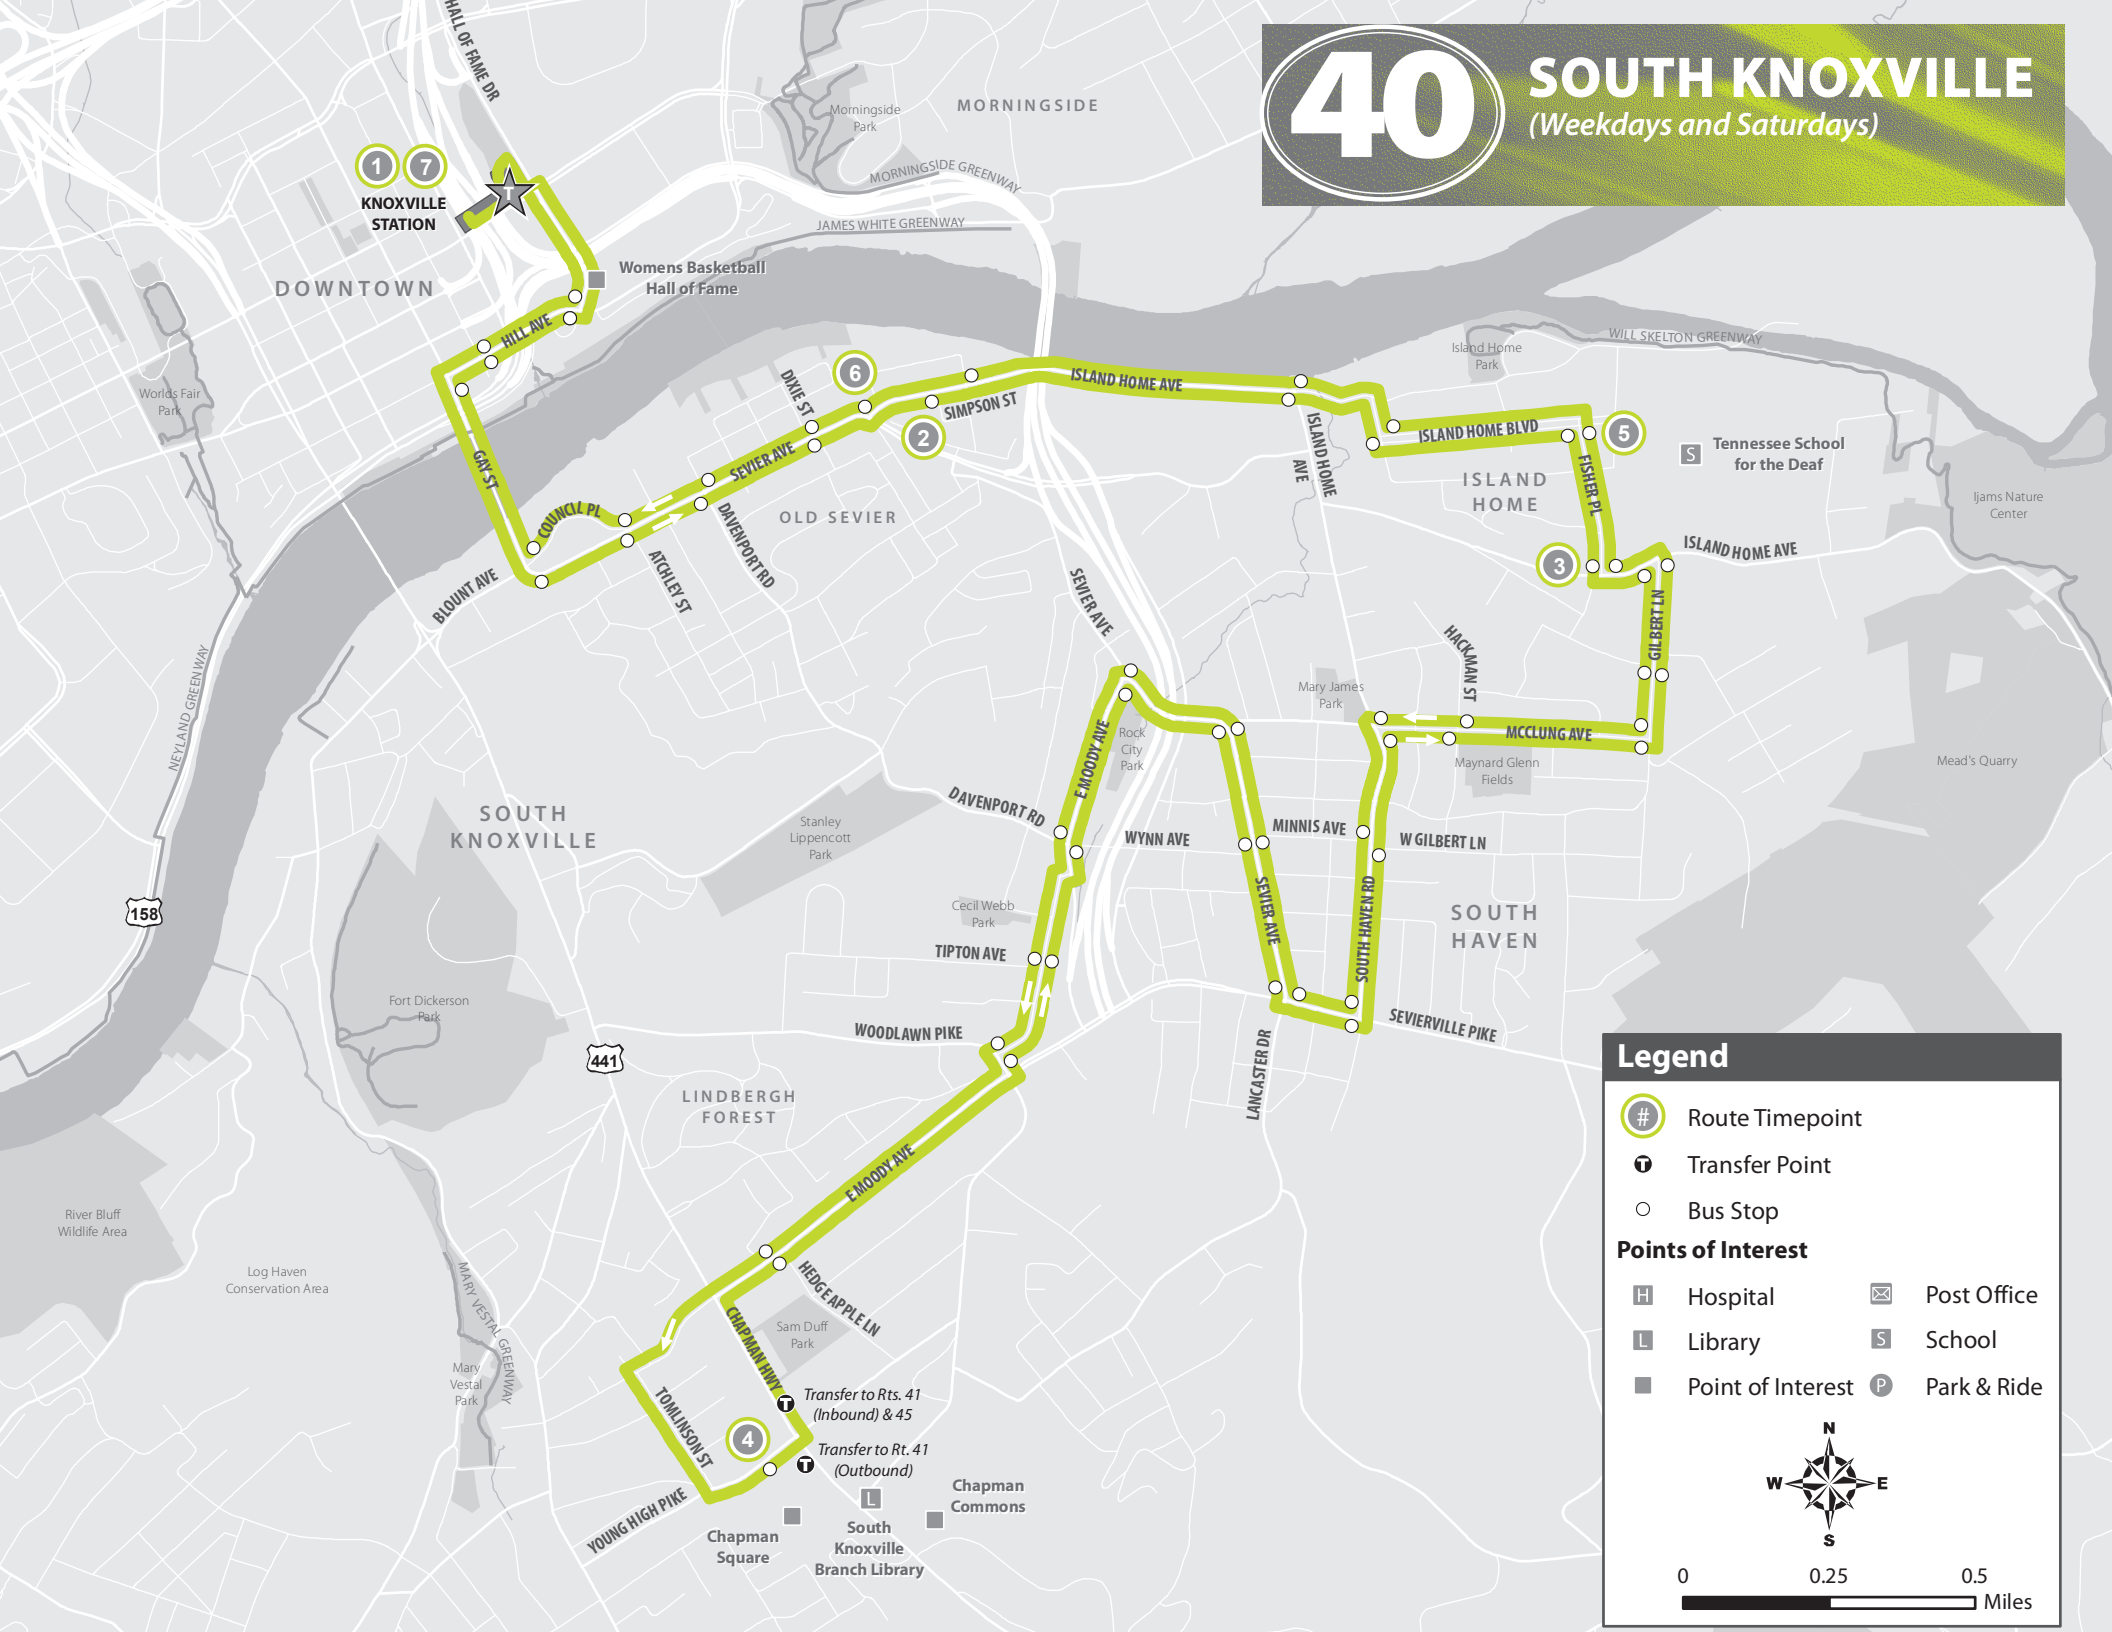 40
SOUTH KNOXVILLE
(Weekdays and Saturdays)
HALL OF FAME DR
Morningside
Park
MORNINGSIDE
MORNINGSIDE GREENWAY
JAMES WHITE GREENWAY
1
7
KNOXVILLE
STATION
T
DOWNTOWN
Womens Basketball
Hall of Fame
HILL AVE
Worlds Fair
Park
GAY ST
COUNCIL PL
BLOUNT AVE
NEYLAND GREENWAY
DIXIE ST
6
SEVIER AVE
2
SIMPSON ST
ISLAND HOME AVE
OLD SEVIER
DAVENPORT RD
ATCHLEY ST
SEVIER AVE
ISLAND HOME
AVE
Island Home
Park
WILL SKELTON GREENWAY
ISLAND HOME BLVD
5
S
Tennessee School
for the Deaf
FISHER PL
ISLAND
HOME
Ijams Nature
Center
3
ISLAND HOME AVE
GILBERT LN
HACKMAN ST
Mary James
Park
MCCLUNG AVE
Maynard Glenn
Fields
Mead's Quarry
Rock
City
Park
E MOODY AVE
DAVENPORT RD
WYNN AVE
MINNIS AVE
W GILBERT LN
SEVIER AVE
SOUTH HAVEN RD
SOUTH
HAVEN
SOUTH
KNOXVILLE
Stanley
Lippencott
Park
Cecil Webb
Park
TIPTON AVE
158
Fort Dickerson
Park
WOODLAWN PIKE
SEVIERVILLE PIKE
LANCASTER DR
441
LINDBERGH
FOREST
E MOODY AVE
River Bluff
Wildlife Area
Log Haven
Conservation Area
MARY VESTAL GREENWAY
Mary
Vestal
Park
HEDGE APPLE LN
Sam Duff
Park
CHAPMAN HWY
TOMLINSON ST
T
Transfer to Rts. 41
(Inbound) & 45
4
T
Transfer to Rt. 41
(Outbound)
YOUNG HIGH PIKE
Chapman
Square
L
South
Knoxville
Branch Library
Chapman
Commons
Legend
# Route Timepoint
T Transfer Point
Bus Stop
Points of Interest
H Hospital
Post Office
L Library
S School
Point of Interest
P Park & Ride
N
W
E
S
0 0.25 0.5
Miles